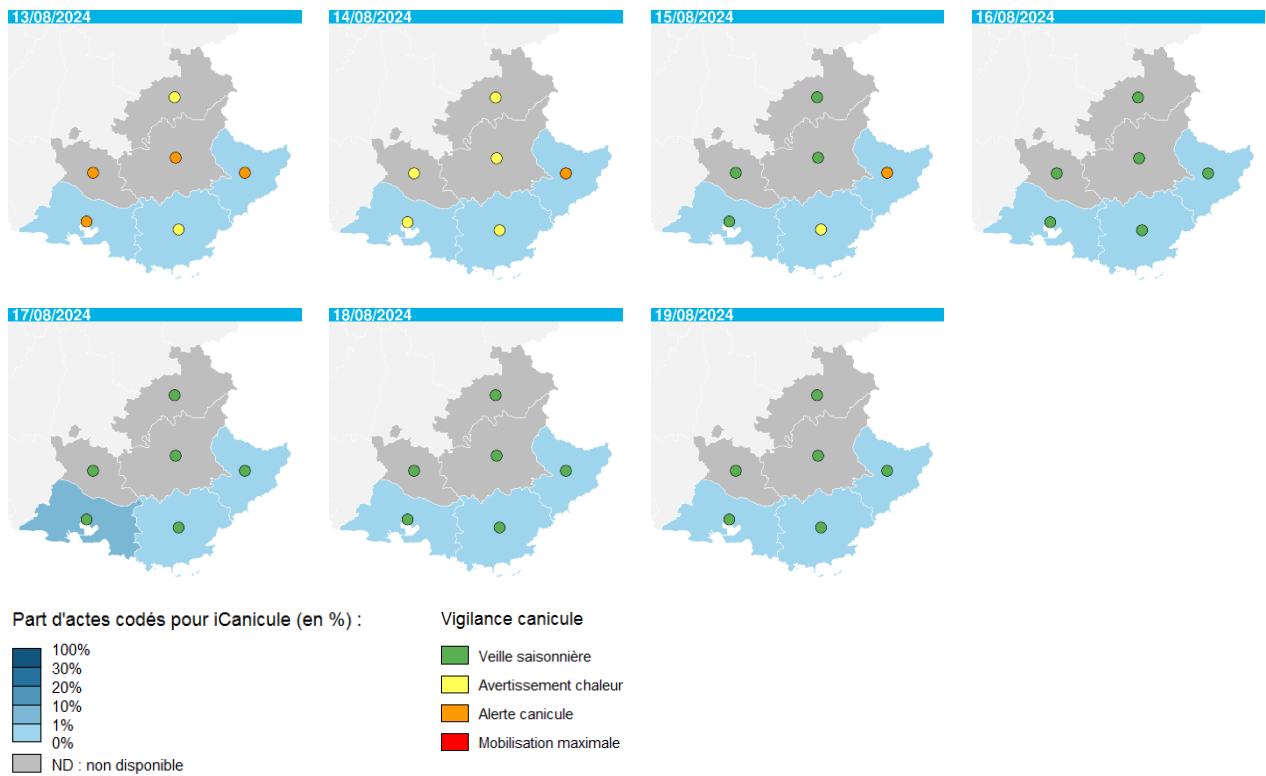 13/08/2024
14/08/2024
15/08/2024
16/08/2024
17/08/2024
18/08/2024
19/08/2024
Part d'actes codés pour iCanicule (en %) :
100%
30%
20%
10%
1%
0%
ND : non disponible
Vigilance canicule
Veille saisonnière
Avertissement chaleur
Alerte canicule
Mobilisation maximale